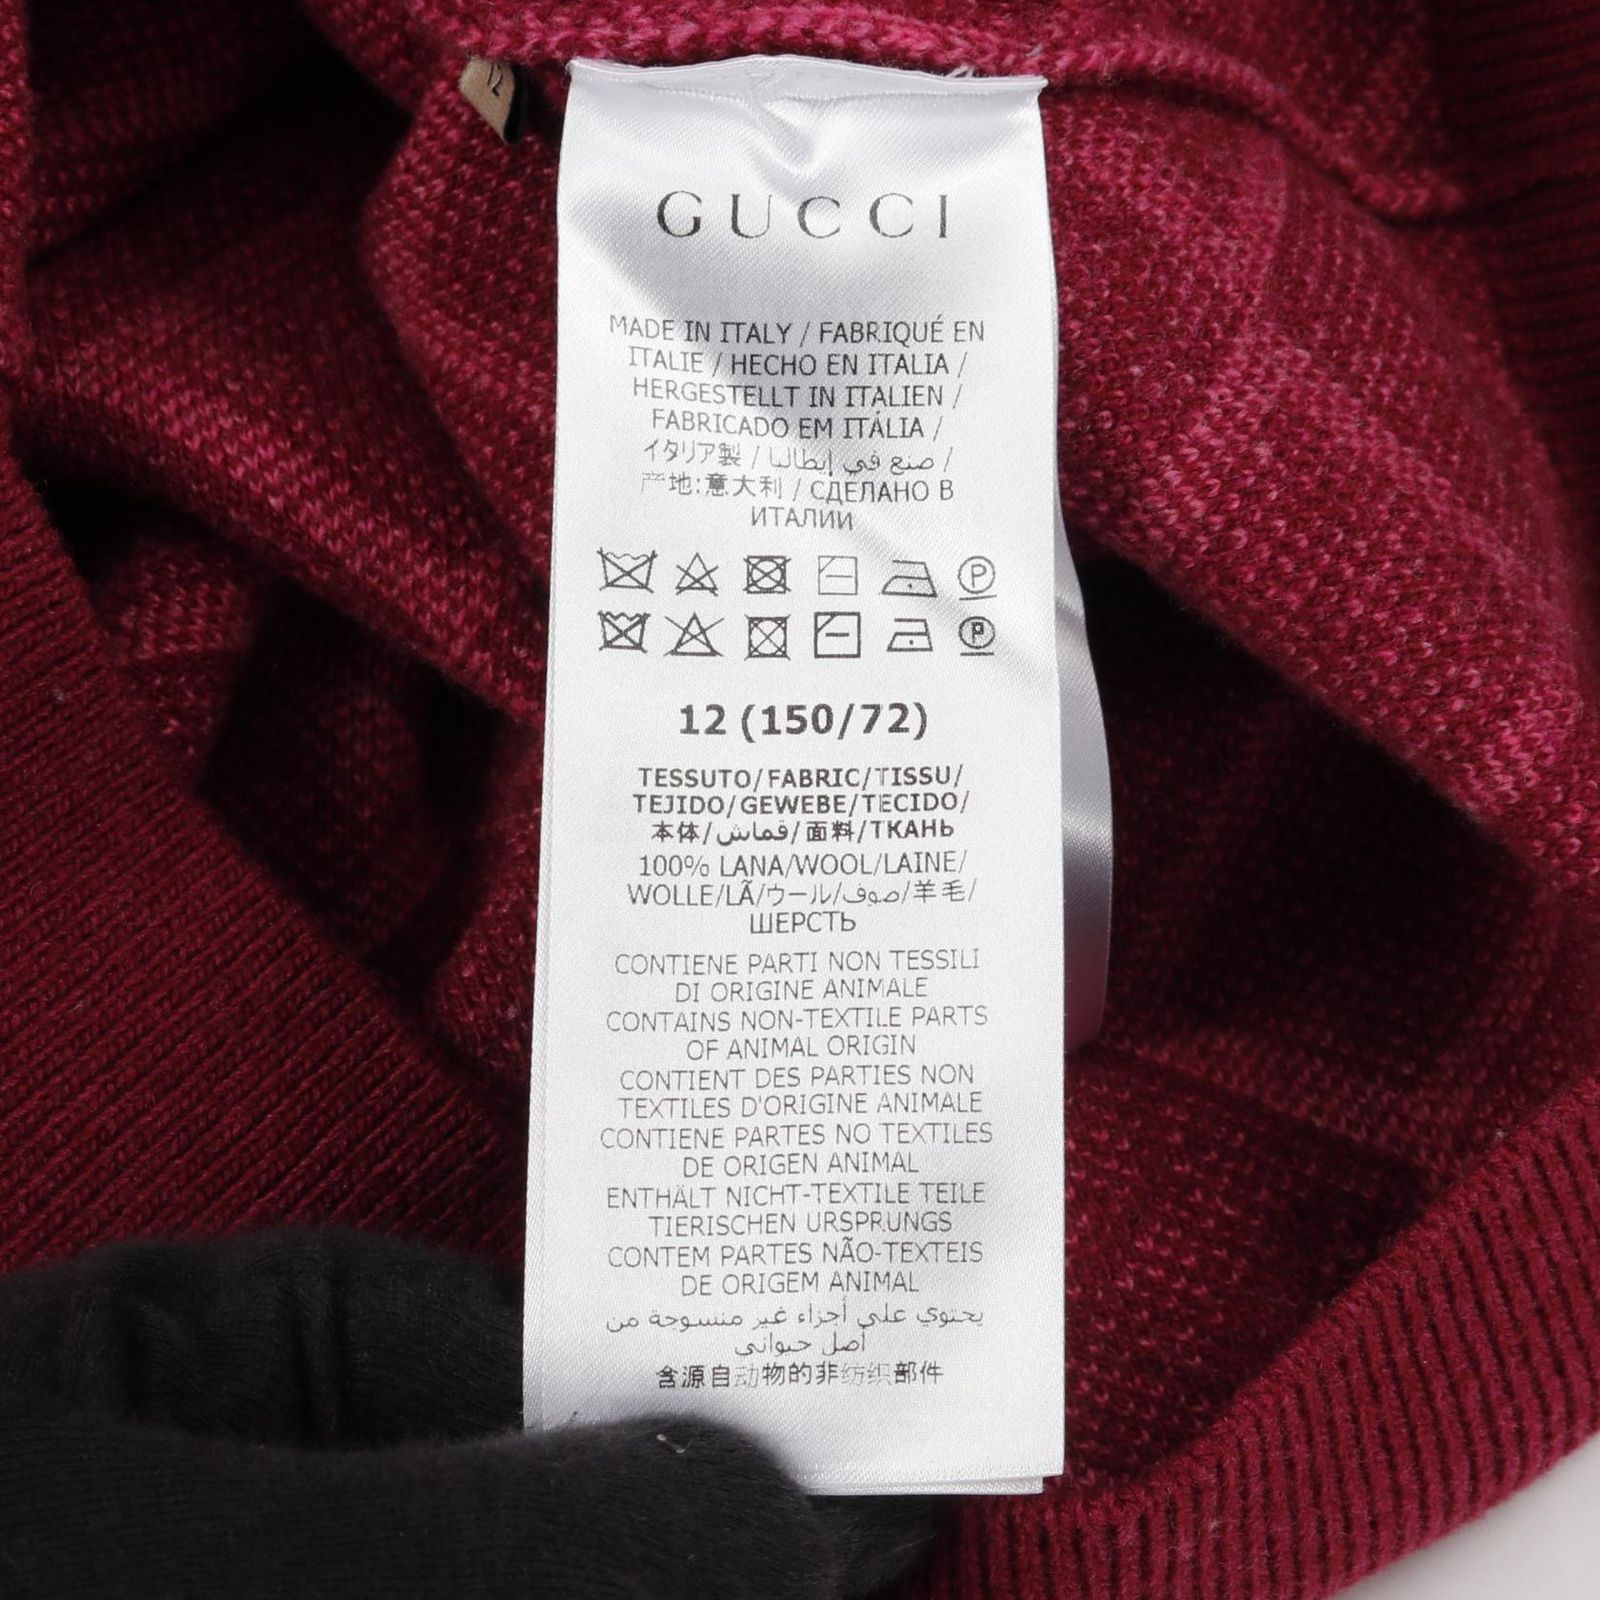 12
GUCCI
MADE IN ITALY / FABRIQUÉ EN
ITALIE / HECHO EN ITALIA /
HERGESTELLT IN ITALIEN /
FABRICADO EM ITÁLIA /
イタリア製 / صنع في إيطاليا /
产地:意大利 / СДЕЛАНО В
ИТАЛИИ
P
P
12 (150/72)
TESSUTO/FABRIC/TISSU/
TEJIDO/GEWEBE/TECIDO/
本体/قماش/面料/ТКАНЬ
100% LANA/WOOL/LAINE/
WOLLE/LÃ/ウール/صوف/羊毛/
ШЕРСТЬ
CONTIENE PARTI NON TESSILI
DI ORIGINE ANIMALE
CONTAINS NON-TEXTILE PARTS
OF ANIMAL ORIGIN
CONTIENT DES PARTIES NON
TEXTILES D'ORIGINE ANIMALE
CONTIENE PARTES NO TEXTILES
DE ORIGEN ANIMAL
ENTHÄLT NICHT-TEXTILE TEILE
TIERISCHEN URSPRUNGS
CONTEM PARTES NÃO-TEXTEIS
DE ORIGEM ANIMAL
يحتوي على أجزاء غير منسوجة من
أصل حيواني
含源自动物的非纺织部件